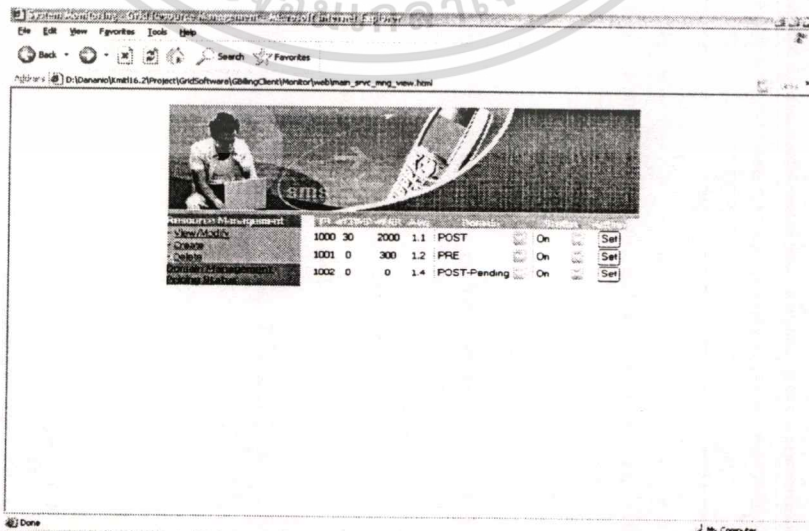 System Monitoring - Grid Resource Management - Microsoft Internet Explorer
File Edit View Favorites Tools Help
Back Search Favorites
Address D:\Dananio\Kmitl16.2\Project\GridSoftware\GBillingClient\Monitor\web\main_srvc_mng_view.html
sms
Resource Management
- View/Modify
- Create
- Delete
Domain Management
Polling Status
1000 30 2000 1.1 POST On Set
1001 0 300 1.2 PRE On Set
1002 0 0 1.4 POST-Pending On Set
Done
My Computer